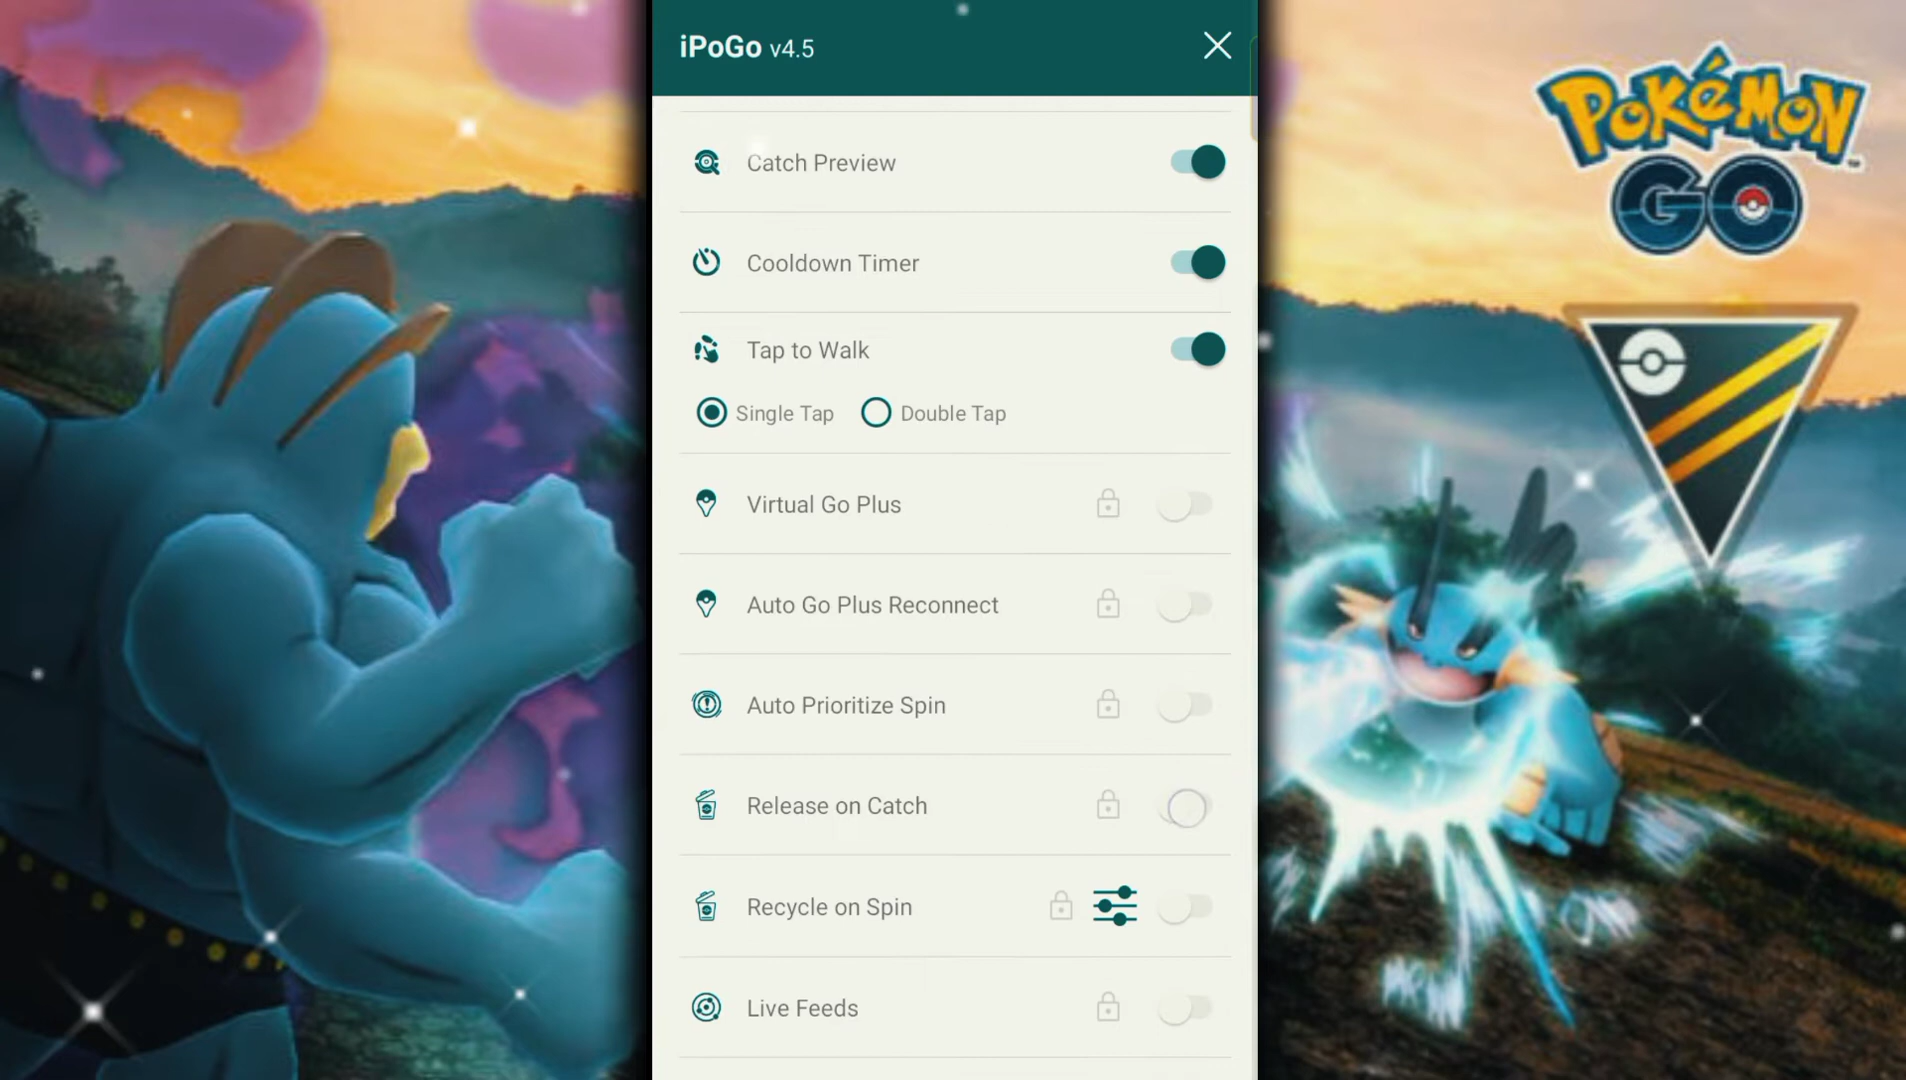 iPoGo v4.5
Catch Preview
Cooldown Timer
Tap to Walk
Single Tap Double Tap
Virtual Go Plus
Auto Go Plus Reconnect
Auto Prioritize Spin
Release on Catch
Recycle on Spin
Live Feeds
POKéMON
GO